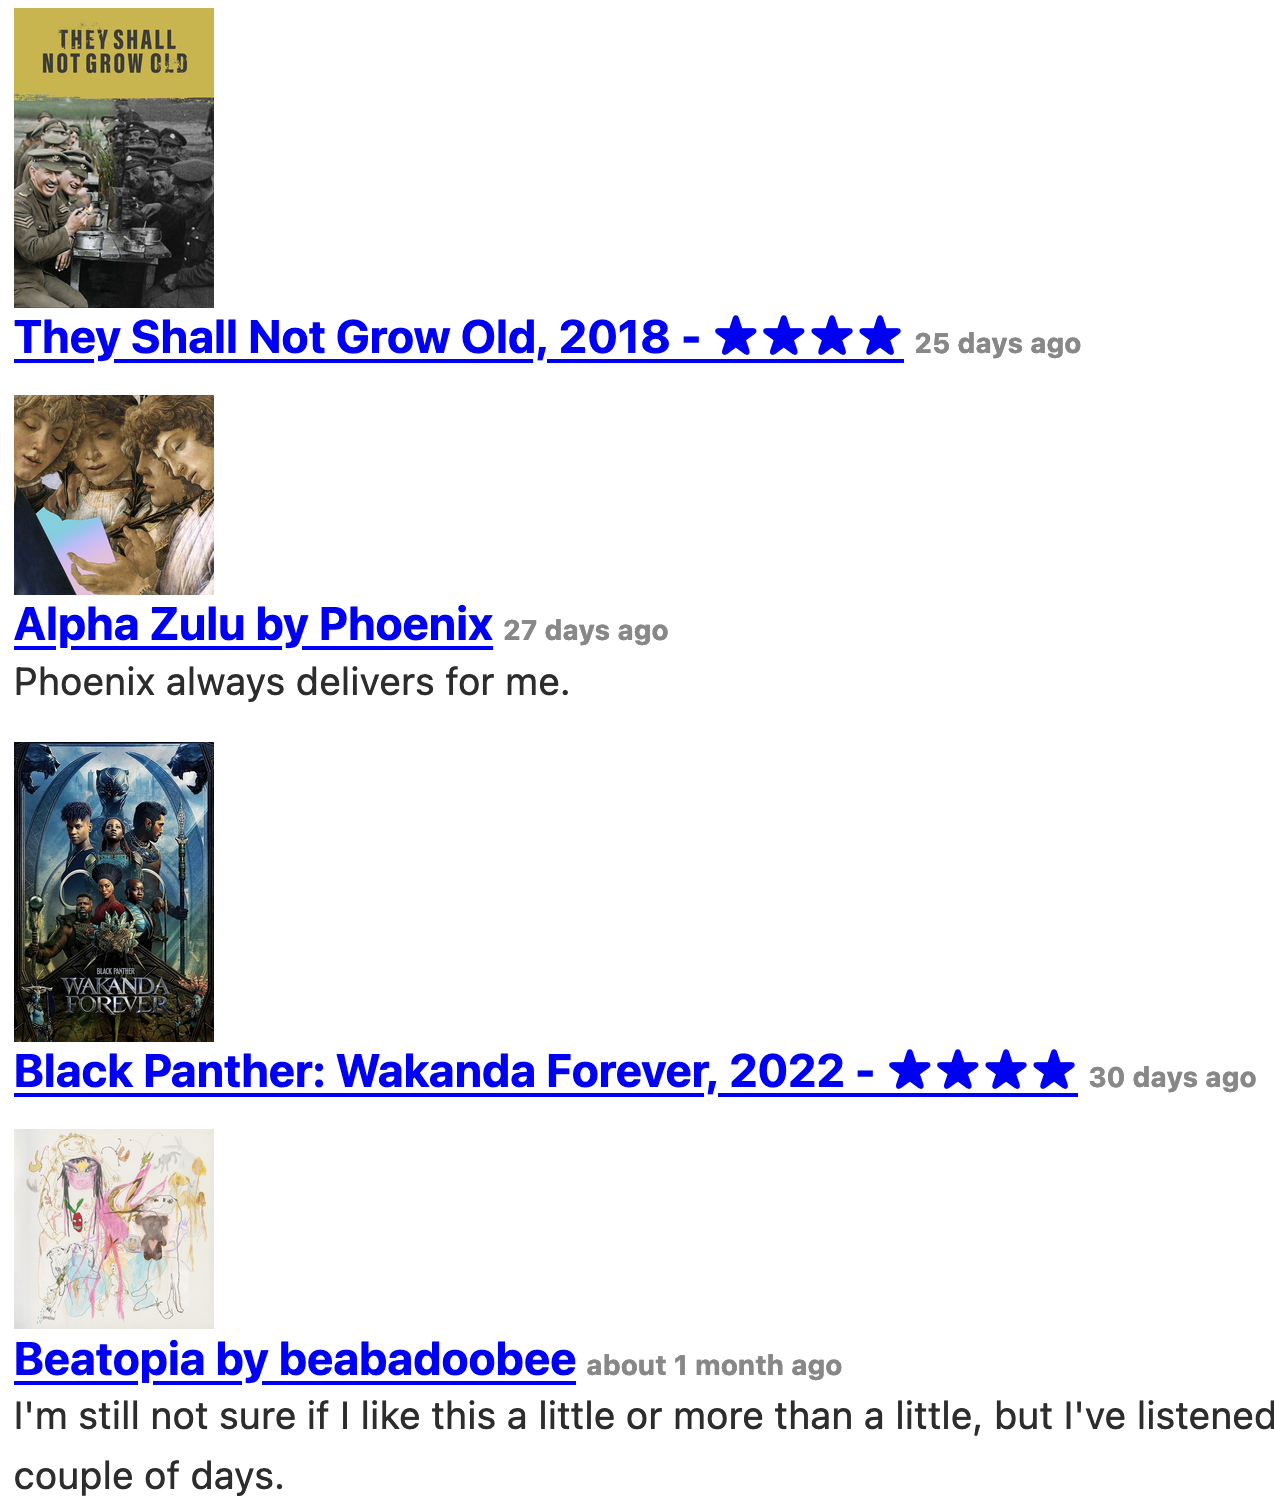 THEY SHALL
NOT GROW OLD
They Shall Not Grow Old, 2018 - ★★★★ 25 days ago
Alpha Zulu by Phoenix 27 days ago
Phoenix always delivers for me.
BLACK PANTHER
WAKANDA
FOREVER
Black Panther: Wakanda Forever, 2022 - ★★★★ 30 days ago
Beatopia by beabadoobee about 1 month ago
I'm still not sure if I like this a little or more than a little, but I've listened
couple of days.